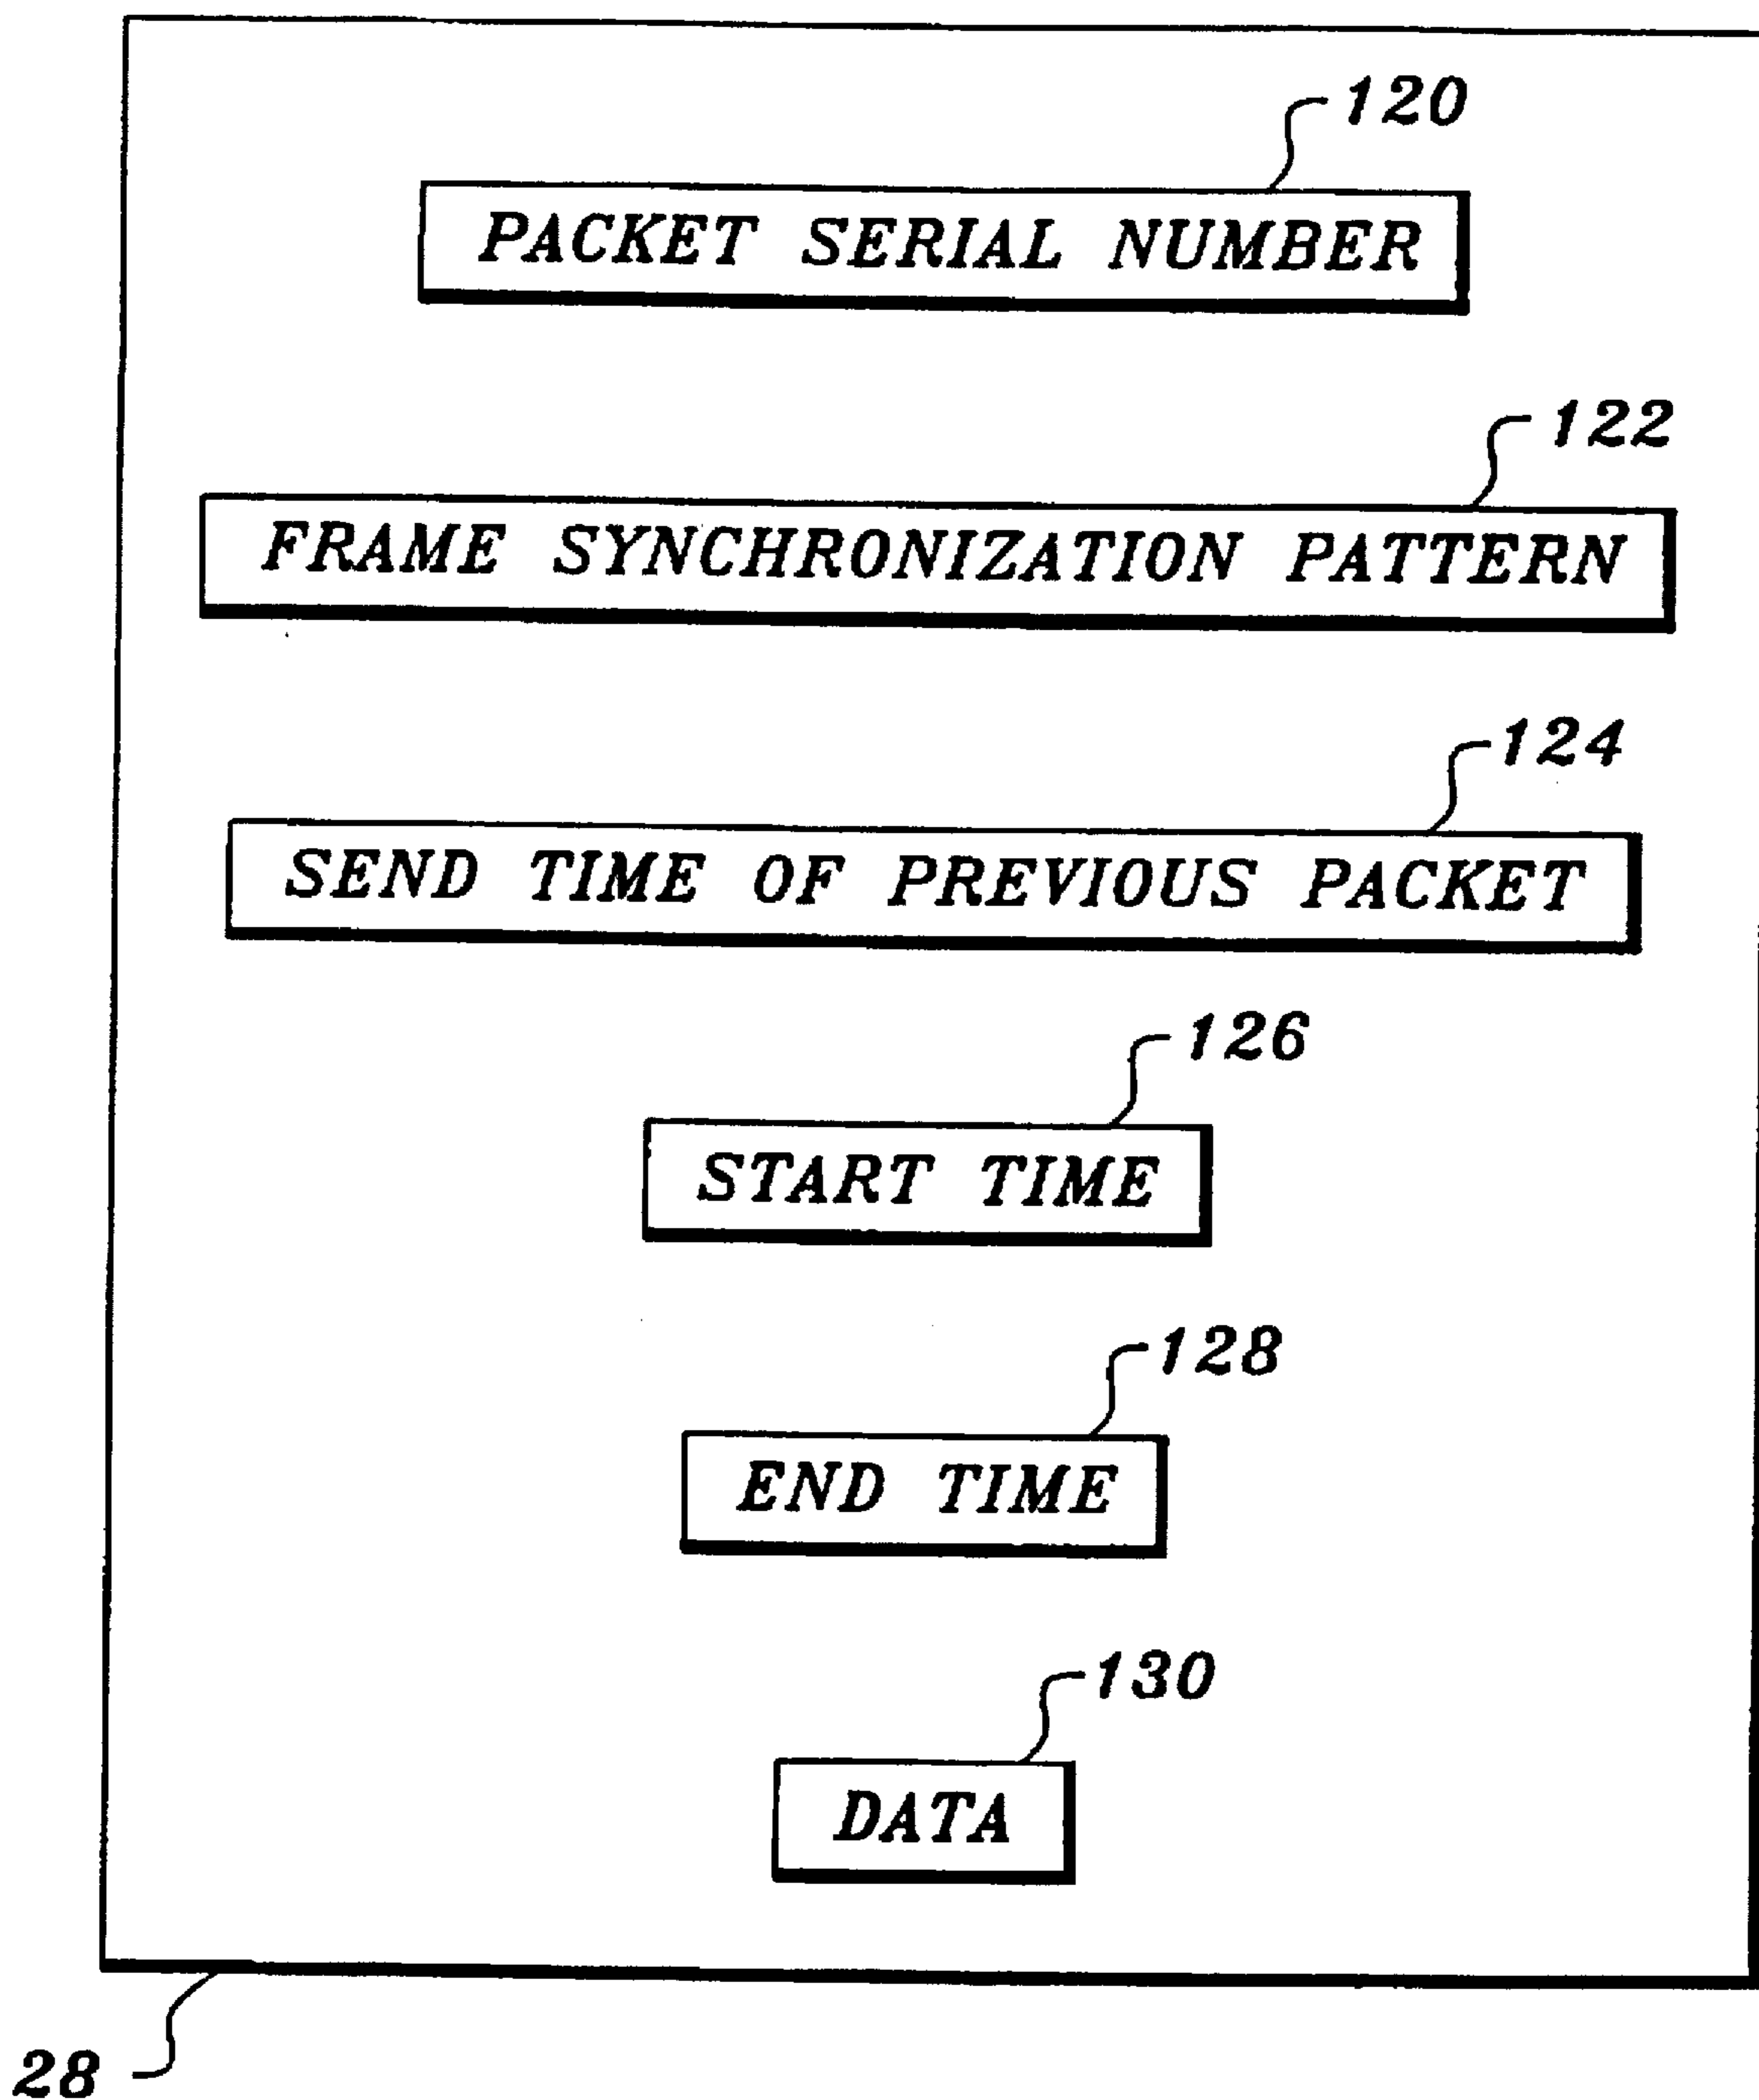 120
PACKET SERIAL NUMBER
122
FRAME SYNCHRONIZATION PATTERN
124
SEND TIME OF PREVIOUS PACKET
126
START TIME
128
END TIME
130
DATA
28